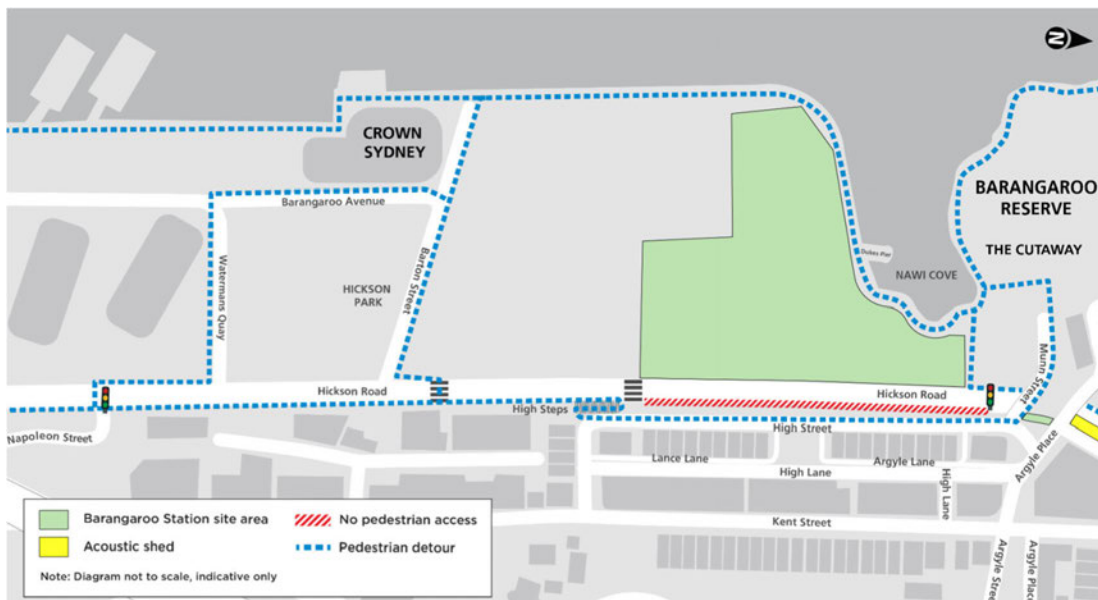 N
CROWN
SYDNEY
BARANGAROO
RESERVE
THE CUTAWAY
Barangaroo Avenue
Dukes Pier
NAWI COVE
Watermans Quay
HICKSON
PARK
Barton Street
Munn Street
Hickson Road
Hickson Road
High Steps
High Street
Napoleon Street
Argyle Place
Lance Lane
Argyle Lane
High Lane
High Lane
Kent Street
Argyle Street
Argyle Place
Barangaroo Station site area
No pedestrian access
Acoustic shed
Pedestrian detour
Note: Diagram not to scale, indicative only